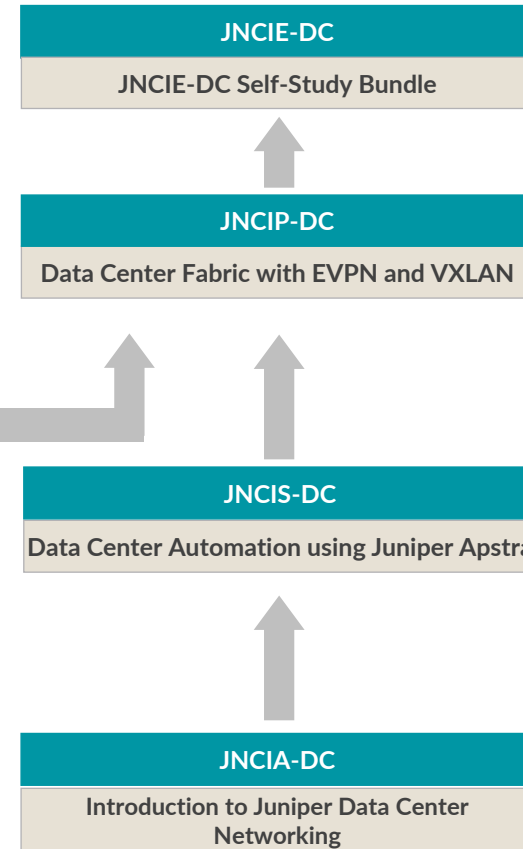 JNCIE-DC
JNCIE-DC Self-Study Bundle
JNCIP-DC
Data Center Fabric with EVPN and VXLAN
JNCIS-DC
Data Center Automation using Juniper Apstra
JNCIA-DC
Introduction to Juniper Data Center
Networking